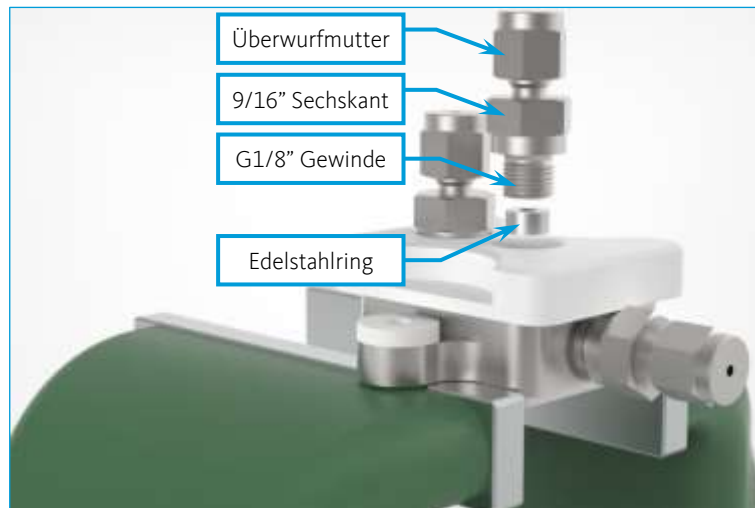 Überwurfmutter
9/16” Sechskant
G1/8” Gewinde
Edelstahlring